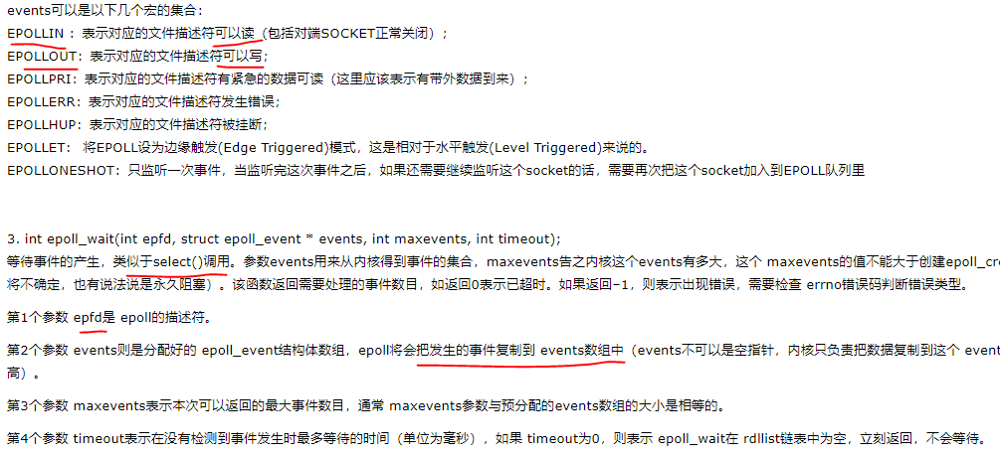 events可以是以下几个宏的集合：
EPOLLIN ：表示对应的文件描述符可以读（包括对端SOCKET正常关闭）；
EPOLLOUT：表示对应的文件描述符可以写；
EPOLLPRI：表示对应的文件描述符有紧急的数据可读（这里应该表示有带外数据到来）；
EPOLLERR：表示对应的文件描述符发生错误；
EPOLLHUP：表示对应的文件描述符被挂断；
EPOLLET： 将EPOLL设为边缘触发(Edge Triggered)模式，这是相对于水平触发(Level Triggered)来说的。
EPOLLONESHOT：只监听一次事件，当监听完这次事件之后，如果还需要继续监听这个socket的话，需要再次把这个socket加入到EPOLL队列里
3. int epoll_wait(int epfd, struct epoll_event * events, int maxevents, int timeout);
等待事件的产生，类似于select()调用。参数events用来从内核得到事件的集合，maxevents告之内核这个events有多大，这个 maxevents的值不能大于创建epoll_cre
将不确定，也有说法说是永久阻塞）。该函数返回需要处理的事件数目，如返回0表示已超时。如果返回–1，则表示出现错误，需要检查 errno错误码判断错误类型。
第1个参数 epfd是 epoll的描述符。
第2个参数 events则是分配好的 epoll_event结构体数组，epoll将会把发生的事件复制到 events数组中（events不可以是空指针，内核只负责把数据复制到这个 event
高）。
第3个参数 maxevents表示本次可以返回的最大事件数目，通常 maxevents参数与预分配的events数组的大小是相等的。
第4个参数 timeout表示在没有检测到事件发生时最多等待的时间（单位为毫秒），如果 timeout为0，则表示 epoll_wait在 rdllist链表中为空，立刻返回，不会等待。